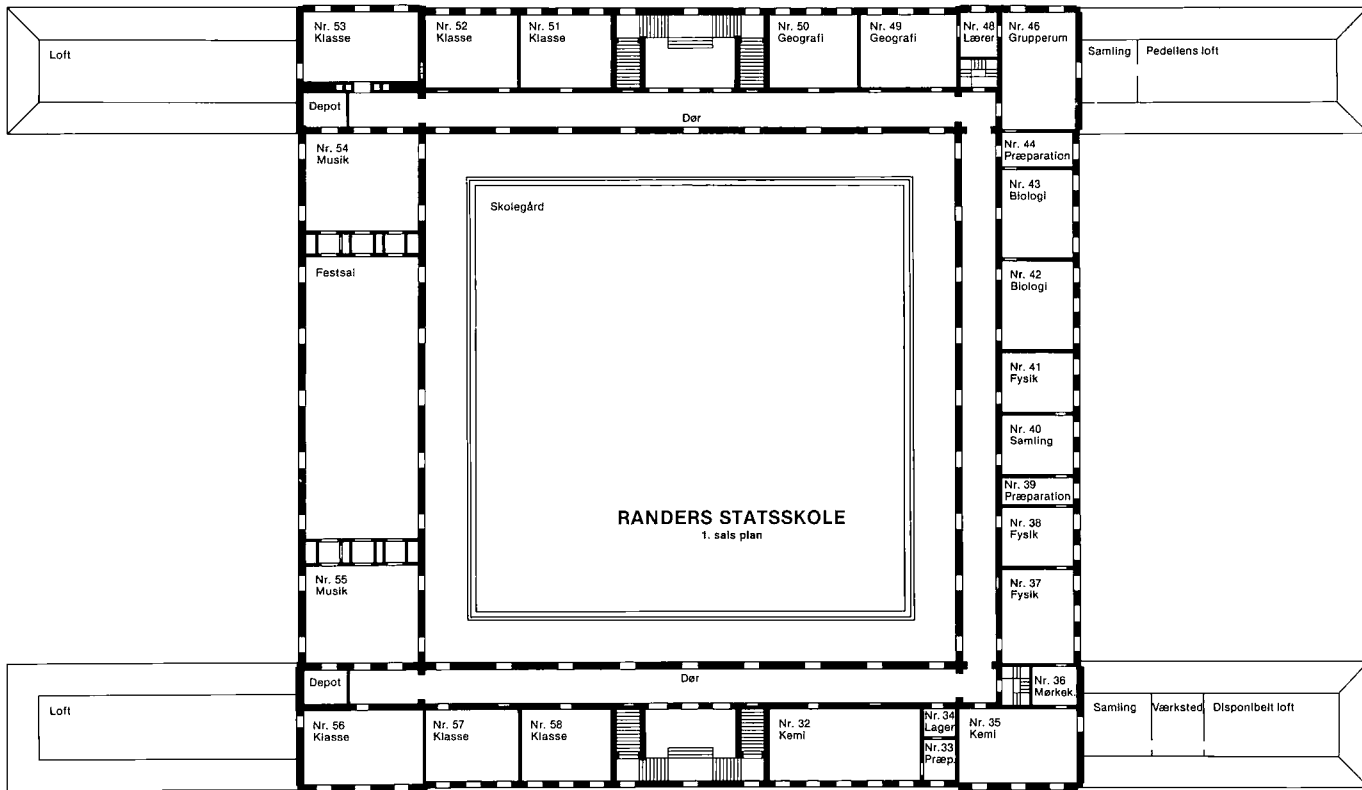 Nr. 53
Klasse
Nr. 52
Klasse
Nr. 51
Klasse
Nr. 50
Geografi
Nr. 49
Geografi
Nr. 48
Lærer
Nr. 46
Grupperum
Loft
Samling
Pedellens loft
Depot
Dør
Nr. 54
Musik
Nr. 44
Præparation
Nr. 43
Biologi
Skolegård
Festsal
Nr. 42
Biologi
Nr. 41
Fysik
Nr. 40
Samling
Nr. 39
Præparation
RANDERS STATSSKOLE
1. sals plan
Nr. 38
Fysik
Nr. 55
Musik
Nr. 37
Fysik
Depot
Dør
Nr. 36
Mørkek.
Loft
Nr. 56
Klasse
Nr. 57
Klasse
Nr. 58
Klasse
Nr. 32
Kemi
Nr. 34
Lager
Nr. 33
Præp.
Nr. 35
Kemi
Samling
Værksted
Disponibelt loft